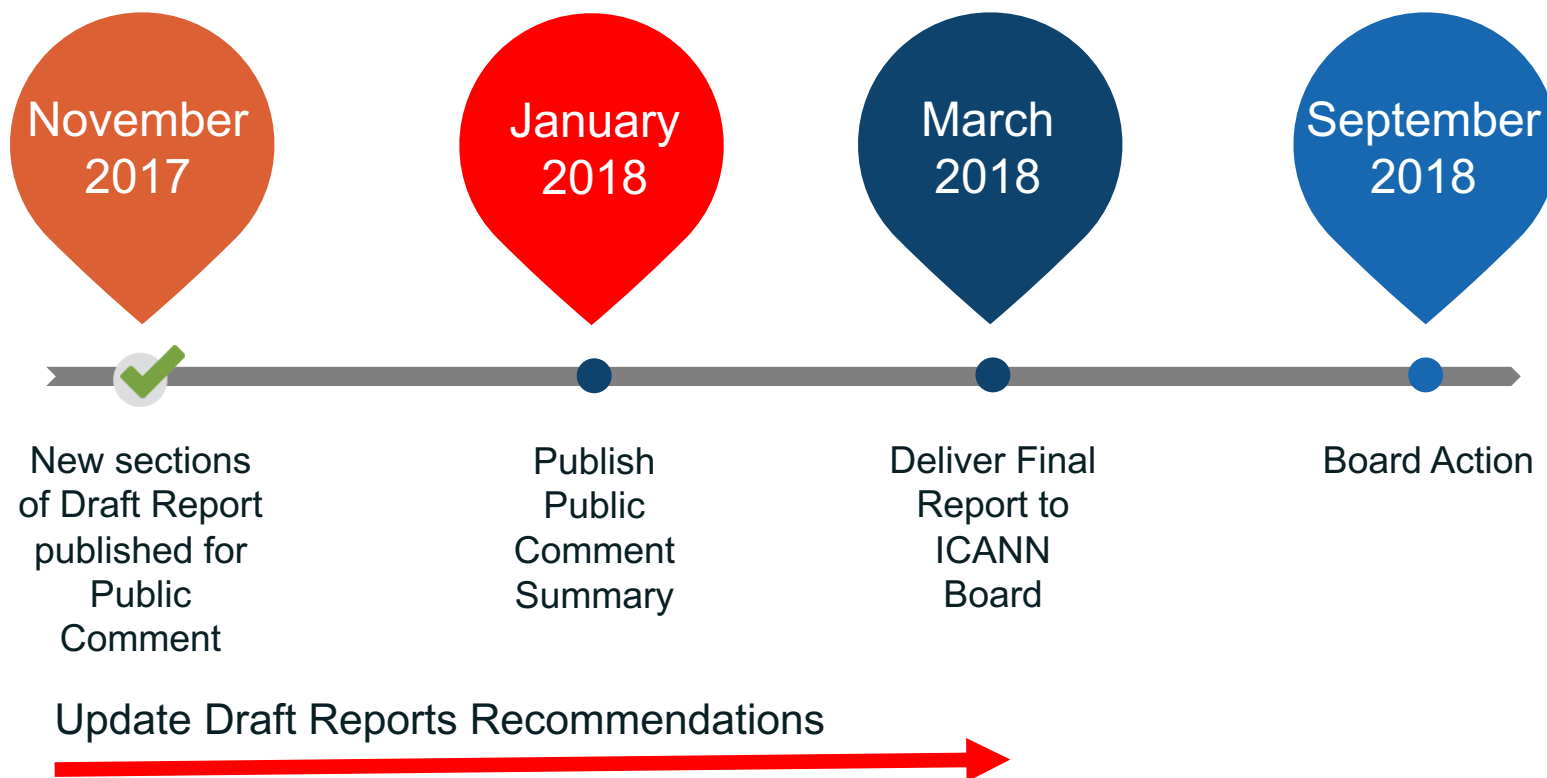 November
2017
January
2018
March
2018
September
2018
New sections
of Draft Report
published for
Public
Comment
Publish
Public
Comment
Summary
Deliver Final
Report to
ICANN
Board
Board Action
Update Draft Reports Recommendations